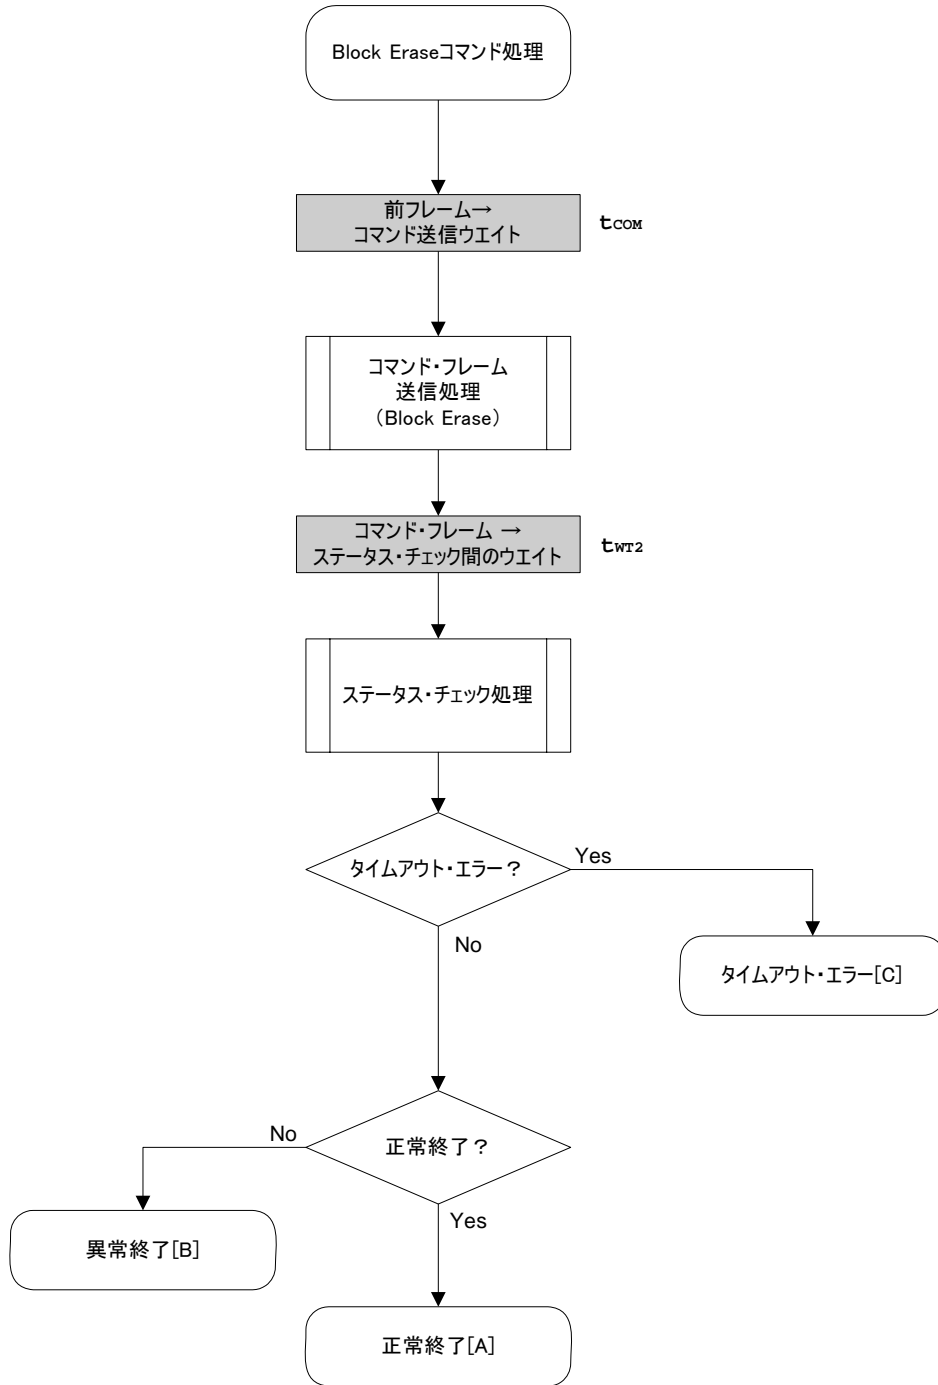 Block Eraseコマンド処理
前フレーム→
コマンド送信ウエイト
tCOM
コマンド・フレーム
送信処理
（Block Erase）
コマンド・フレーム →
ステータス・チェック間のウエイト
tWT2
ステータス・チェック処理
タイムアウト・エラー？
Yes
No
タイムアウト・エラー[C]
正常終了？
No
Yes
異常終了[B]
正常終了[A]